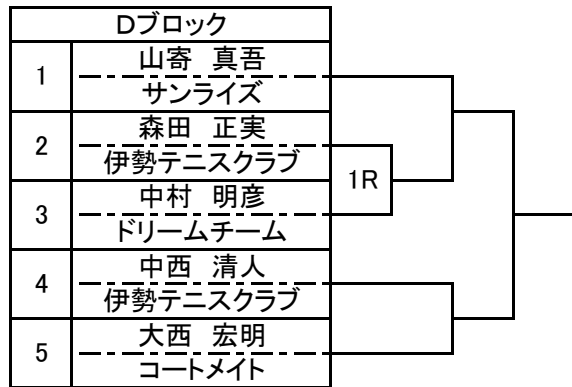 Dブロック
1
山寄 真吾
サンライズ
2
森田 正実
伊勢テニスクラブ
1R
3
中村 明彦
ドリームチーム
4
中西 清人
伊勢テニスクラブ
5
大西 宏明
コートメイト